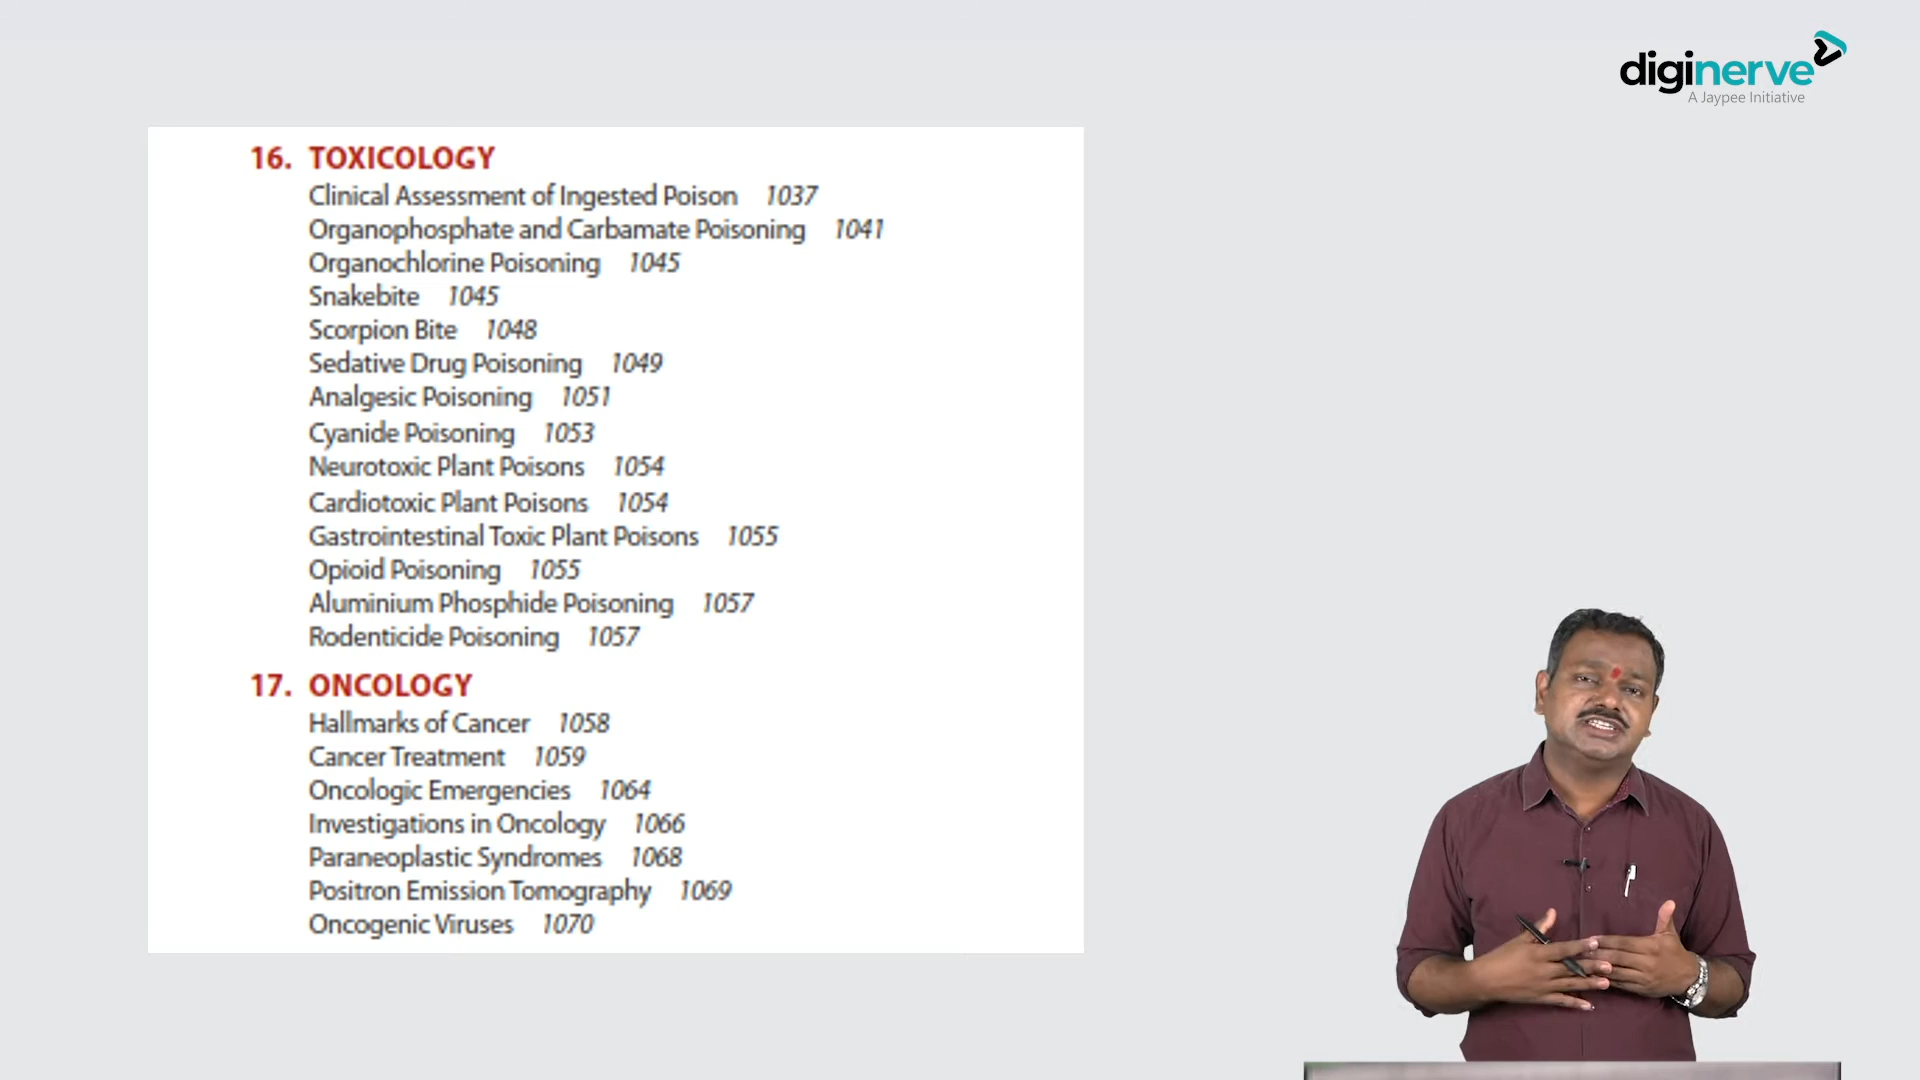 diginerve
A Jaypee Initiative
16. TOXICOLOGY
Clinical Assessment of Ingested Poison 1037
Organophosphate and Carbamate Poisoning 1041
Organochlorine Poisoning 1045
Snakebite 1045
Scorpion Bite 1048
Sedative Drug Poisoning 1049
Analgesic Poisoning 1051
Cyanide Poisoning 1053
Neurotoxic Plant Poisons 1054
Cardiotoxic Plant Poisons 1054
Gastrointestinal Toxic Plant Poisons 1055
Opioid Poisoning 1055
Aluminium Phosphide Poisoning 1057
Rodenticide Poisoning 1057
17. ONCOLOGY
Hallmarks of Cancer 1058
Cancer Treatment 1059
Oncologic Emergencies 1064
Investigations in Oncology 1066
Paraneoplastic Syndromes 1068
Positron Emission Tomography 1069
Oncogenic Viruses 1070